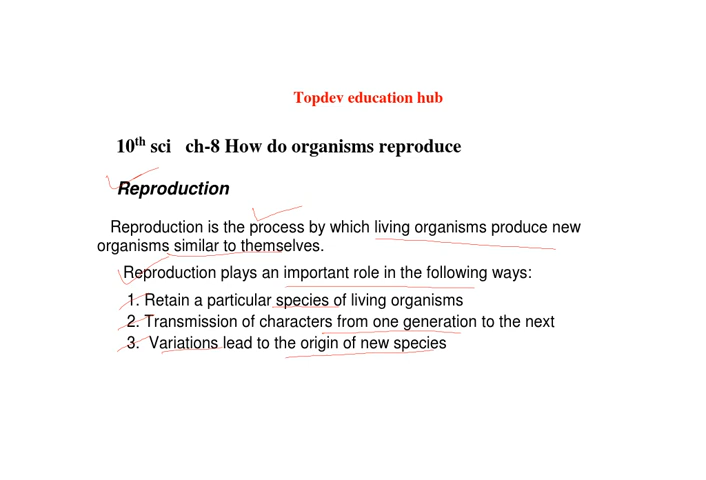 Topdev education hub
10th sci ch-8 How do organisms reproduce
Reproduction
Reproduction is the process by which living organisms produce new
organisms similar to themselves.
Reproduction plays an important role in the following ways:
1. Retain a particular species of living organisms
2. Transmission of characters from one generation to the next
3. Variations lead to the origin of new species